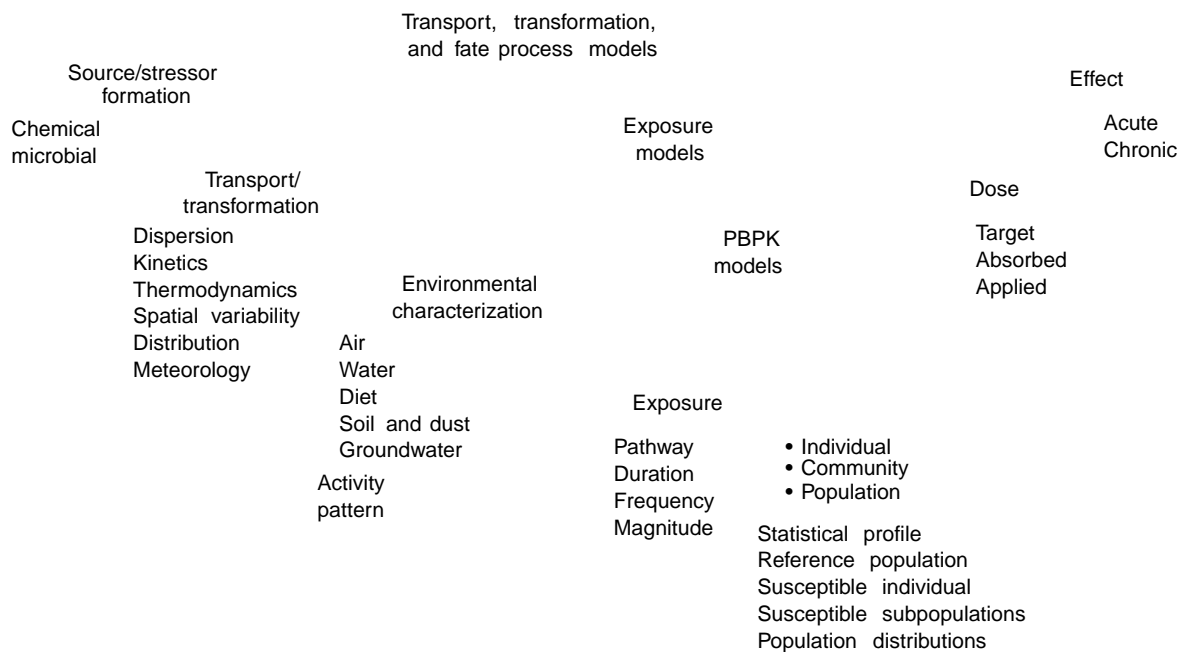 Transport, transformation,
and fate process models
Source/stressor
formation
Effect
Chemical
microbial
Exposure
models
Acute
Chronic
Transport/
transformation
Dose
Dispersion
Kinetics
Thermodynamics
Spatial variability
Distribution
Meteorology
PBPK
models
Target
Absorbed
Applied
Environmental
characterization
Air
Water
Diet
Soil and dust
Groundwater
Exposure
Pathway
Duration
Frequency
Magnitude
• Individual
• Community
• Population
Activity
pattern
Statistical profile
Reference population
Susceptible individual
Susceptible subpopulations
Population distributions